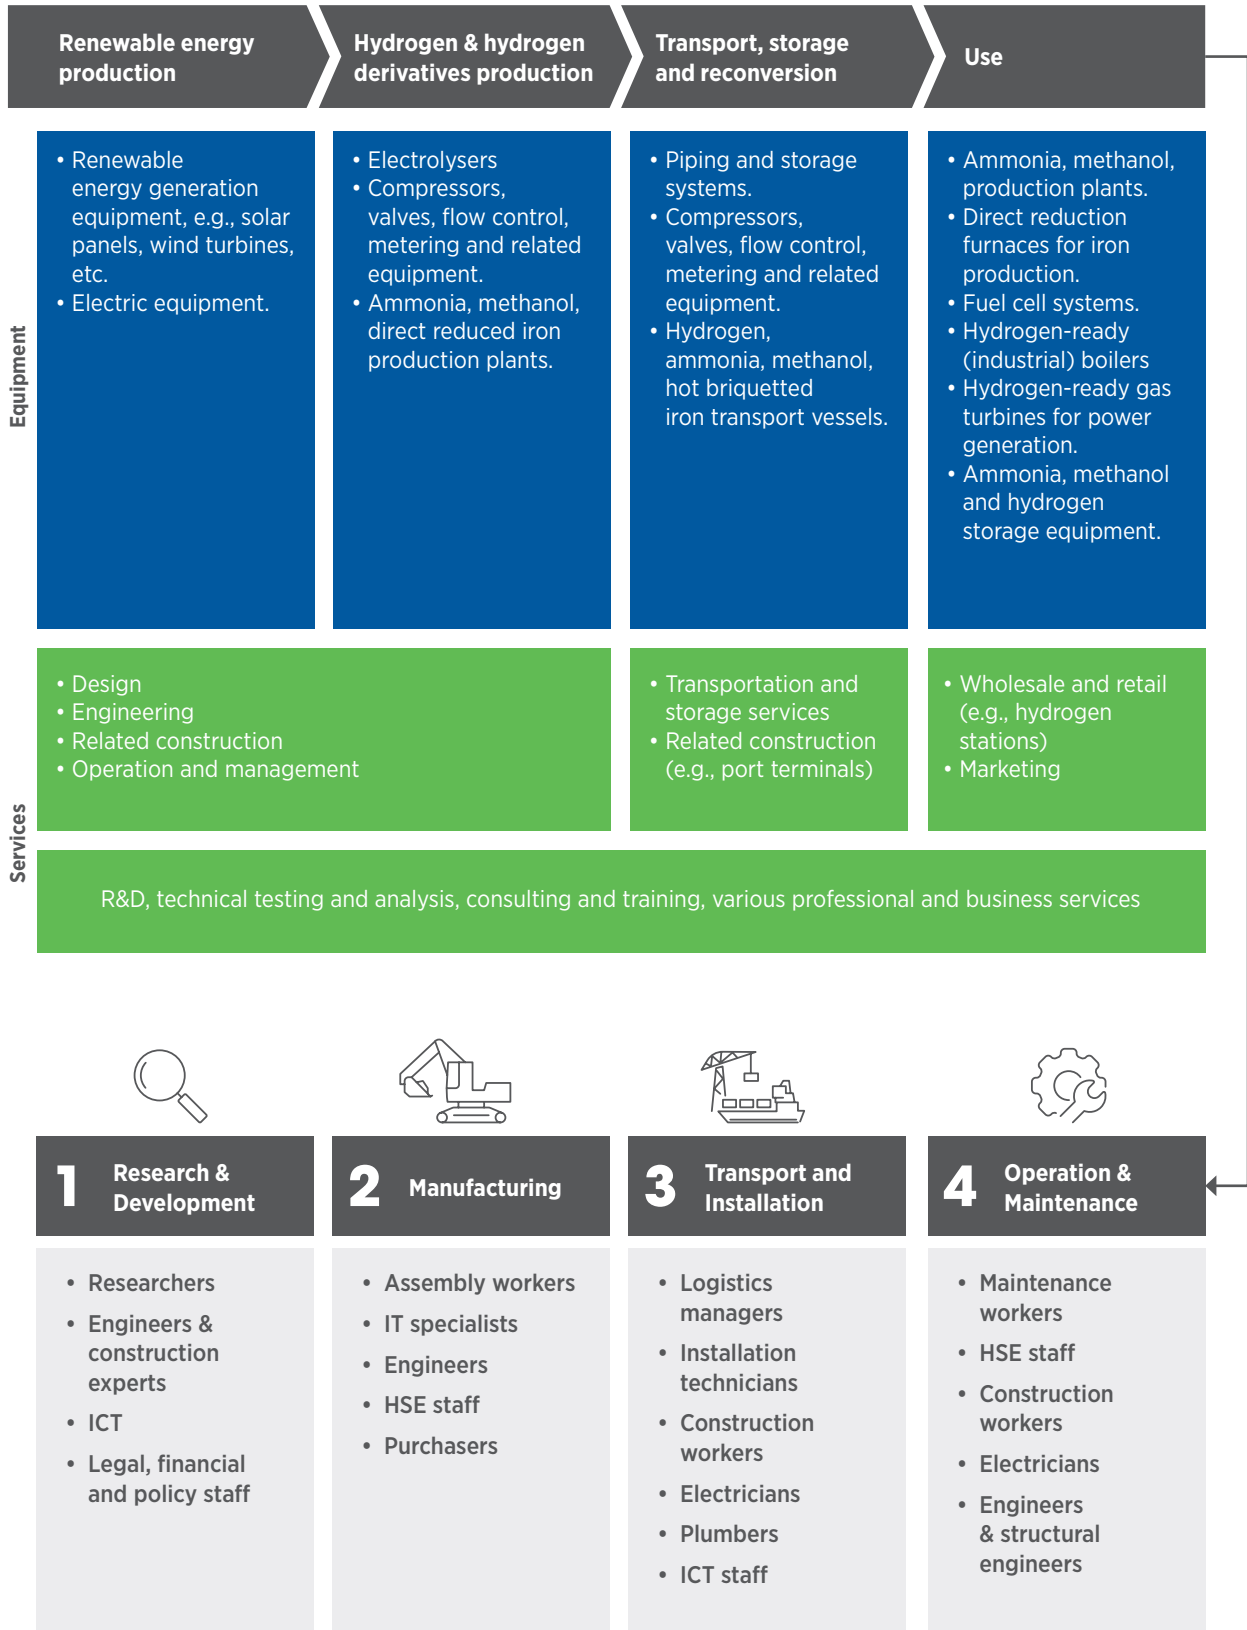 Renewable energy
production
Hydrogen & hydrogen
derivatives production
Transport, storage
and reconversion
Use
Equipment
• Renewable
energy generation
equipment, e.g., solar
panels, wind turbines,
etc.
• Electric equipment.
• Electrolysers
• Compressors,
valves, flow control,
metering and related
equipment.
• Ammonia, methanol,
direct reduced iron
production plants.
• Piping and storage
systems.
• Compressors,
valves, flow control,
metering and related
equipment.
• Hydrogen,
ammonia, methanol,
hot briquetted
iron transport vessels.
• Ammonia, methanol,
production plants.
• Direct reduction
furnaces for iron
production.
• Fuel cell systems.
• Hydrogen-ready
(industrial) boilers
• Hydrogen-ready gas
turbines for power
generation.
• Ammonia, methanol
and hydrogen
storage equipment.
Services
• Design
• Engineering
• Related construction
• Operation and management
• Transportation and
storage services
• Related construction
(e.g., port terminals)
• Wholesale and retail
(e.g., hydrogen
stations)
• Marketing
R&D, technical testing and analysis, consulting and training, various professional and business services
1 Research &
Development
2 Manufacturing
3 Transport and
Installation
4 Operation &
Maintenance
• Researchers
• Engineers &
construction
experts
• ICT
• Legal, financial
and policy staff
• Assembly workers
• IT specialists
• Engineers
• HSE staff
• Purchasers
• Logistics
managers
• Installation
technicians
• Construction
workers
• Electricians
• Plumbers
• ICT staff
• Maintenance
workers
• HSE staff
• Construction
workers
• Electricians
• Engineers
& structural
engineers